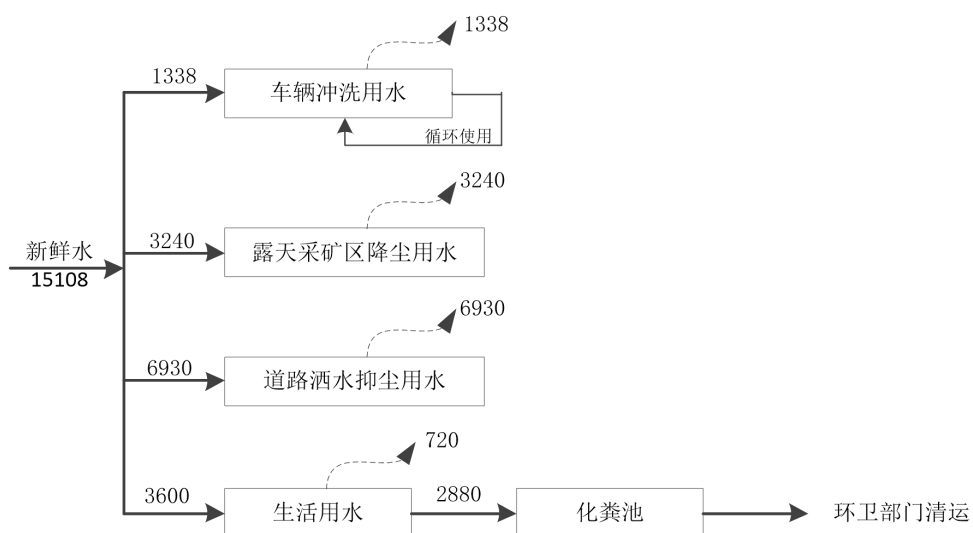 1338
1338
车辆冲洗用水
循环使用
3240
3240
露天采矿区降尘用水
新鲜水
15108
6930
6930
道路洒水抑尘用水
720
3600
生活用水
2880
化粪池
环卫部门清运